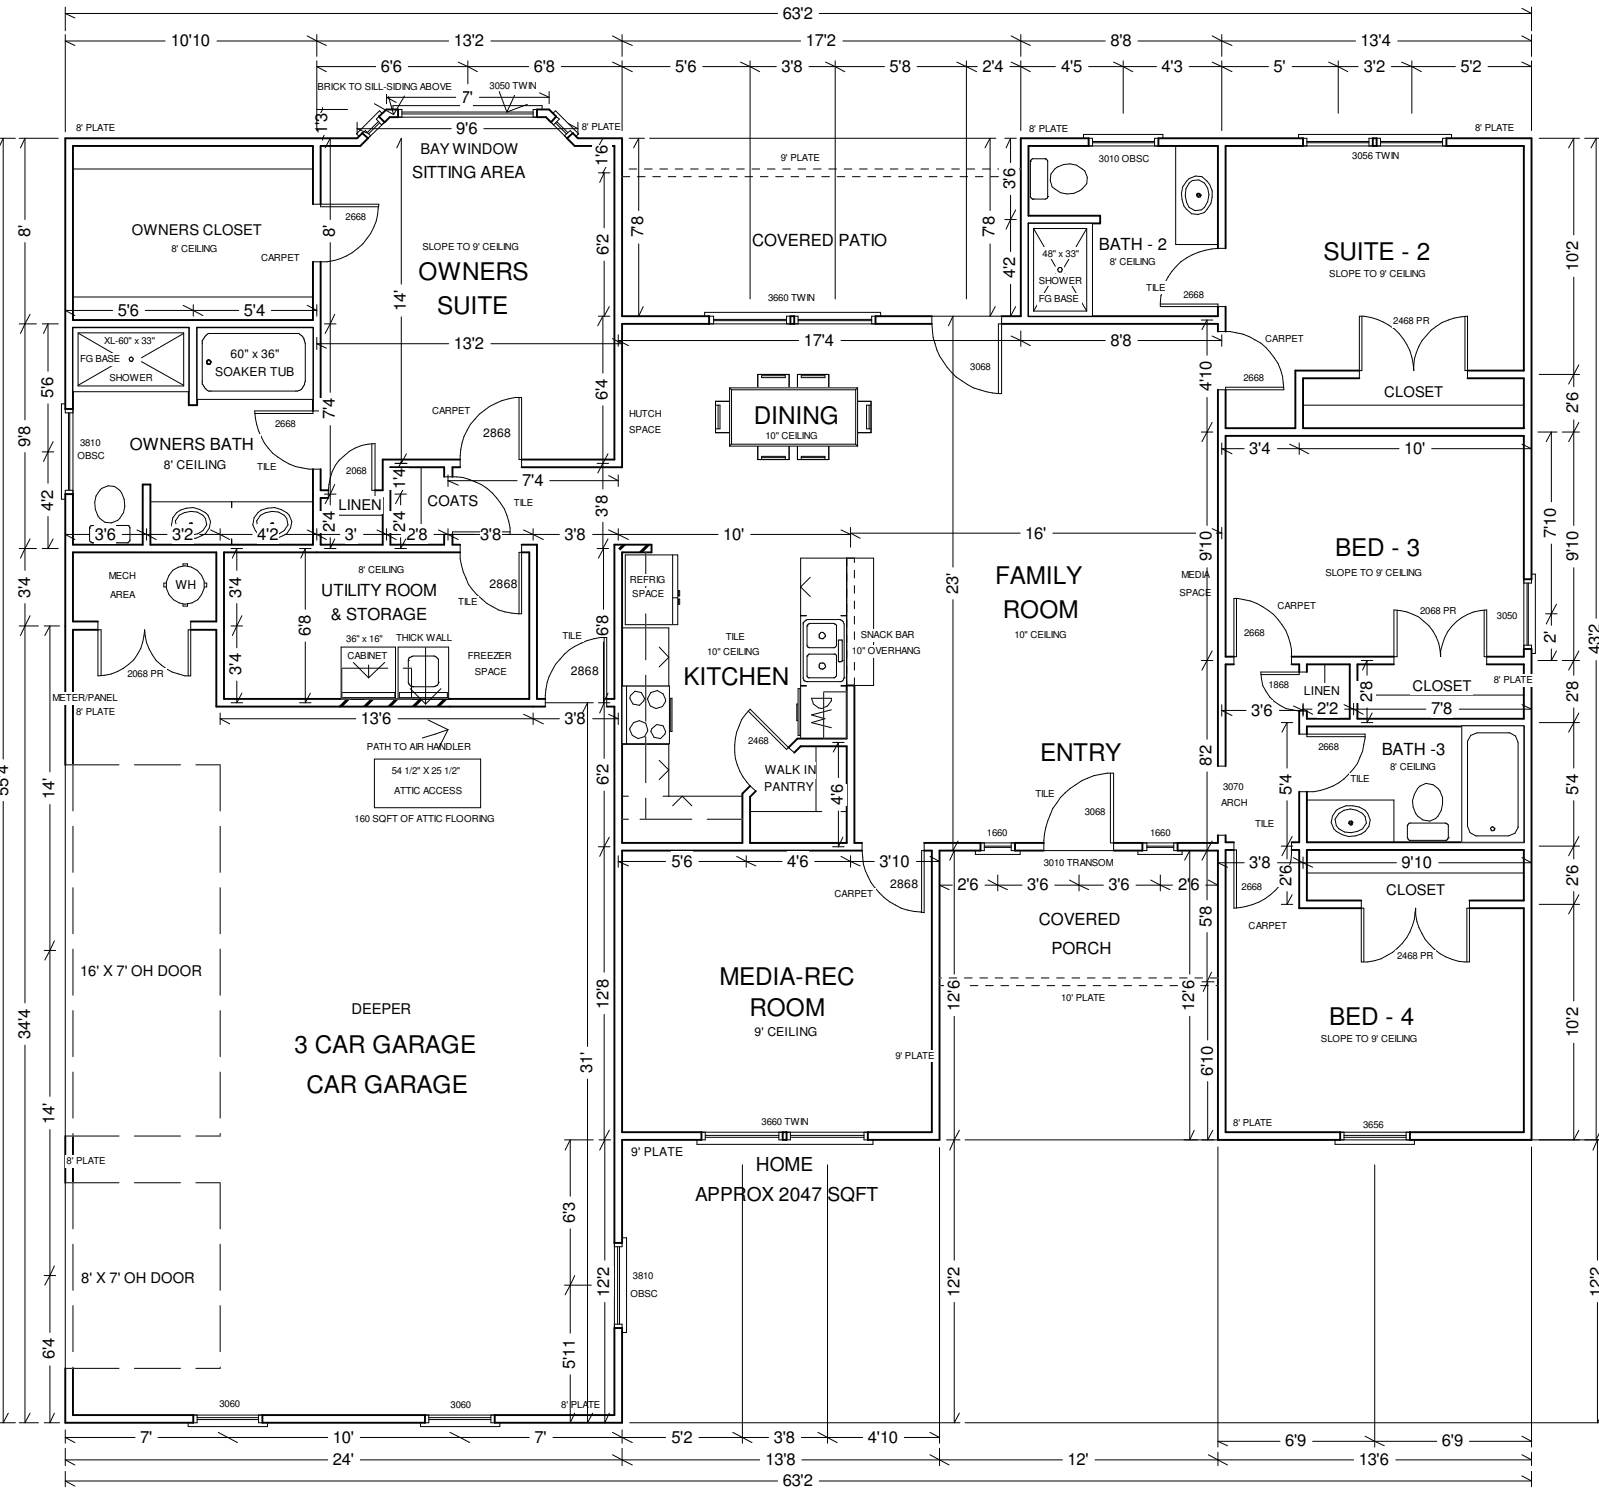 63'2
10'10
13'2
17'2
8'8
13'4
6'6
6'8
5'6
3'8
5'8
2'4
4'5
4'3
5'
3'2
5'2
BRICK TO SILL-SIDING ABOVE
3050 TWIN
7'
1'3
9'6
8' PLATE
8' PLATE
8' PLATE
8' PLATE
BAY WINDOW
SITTING AREA
1'6
9' PLATE
3'6
3010 OBSC
3056 TWIN
8'
OWNERS CLOSET
8' CEILING
CARPET
2668
8'
SLOPE TO 9' CEILING
OWNERS
SUITE
14'
6'2
7'8
COVERED PATIO
7'8
4'2
48" x 33"
SHOWER
FG BASE
BATH - 2
8' CEILING
TILE
2668
SUITE - 2
SLOPE TO 9' CEILING
10'2
5'6
5'4
3660 TWIN
13'2
17'4
8'8
XL-60" x 33"
FG BASE
SHOWER
60" x 36"
SOAKER TUB
5'6
9'8
7'4
6'4
3068
4'10
CARPET
2668
2468 PR
CLOSET
2'6
CARPET
2868
HUTCH
SPACE
DINING
10" CEILING
3810
OBSC
OWNERS BATH
8' CEILING
TILE
2668
2068
4'2
LINEN
2'4
1'4
2'4
COATS
7'4
TILE
3'8
3'4
10'
3'6
3'2
4'2
3'
2'8
3'8
3'8
10'
16'
9'10
BED - 3
SLOPE TO 9' CEILING
7'10
9'10
MECH
AREA
WH
3'4
3'4
8' CEILING
UTILITY ROOM
& STORAGE
2868
TILE
REFRIG
SPACE
23'
FAMILY
ROOM
10" CEILING
MEDIA
SPACE
CARPET
2668
2068 PR
3050
2'
43'2
36" x 16"
CABINET
THICK WALL
FREEZER
SPACE
6'8
3'4
6'8
TILE
2868
TILE
10" CEILING
KITCHEN
SNACK BAR
10" OVERHANG
2068 PR
METER/PANEL
8' PLATE
1868
LINEN
2'8
CLOSET
8' PLATE
2'8
3'6
2'2
7'8
13'6
3'8
PATH TO AIR HANDLER
54 1/2" X 25 1/2"
ATTIC ACCESS
160 SQFT OF ATTIC FLOORING
2468
WALK IN
PANTRY
4'6
6'2
ENTRY
TILE
3068
8'2
3070
ARCH
TILE
5'4
2668
TILE
BATH -3
8' CEILING
5'4
55'4
14'
1660
1660
5'6
4'6
3'10
3010 TRANSOM
2868
CARPET
2'6
3'6
3'6
2'6
3'8
9'10
2668
2'6
CLOSET
2'6
COVERED
PORCH
5'8
CARPET
2468 PR
16' X 7' OH DOOR
34'4
DEEPER
3 CAR GARAGE
CAR GARAGE
12'8
31'
MEDIA-REC
ROOM
9' CEILING
9' PLATE
12'6
10' PLATE
12'6
6'10
BED - 4
SLOPE TO 9' CEILING
10'2
14'
8' PLATE
3660 TWIN
8' PLATE
3656
9' PLATE
HOME
APPROX 2047 SQFT
6'3
8' X 7' OH DOOR
12'2
3810
OBSC
12'2
12'2
6'4
5'11
3060
3060
8' PLATE
7'
10'
7'
5'2
3'8
4'10
6'9
6'9
24'
13'8
12'
13'6
63'2